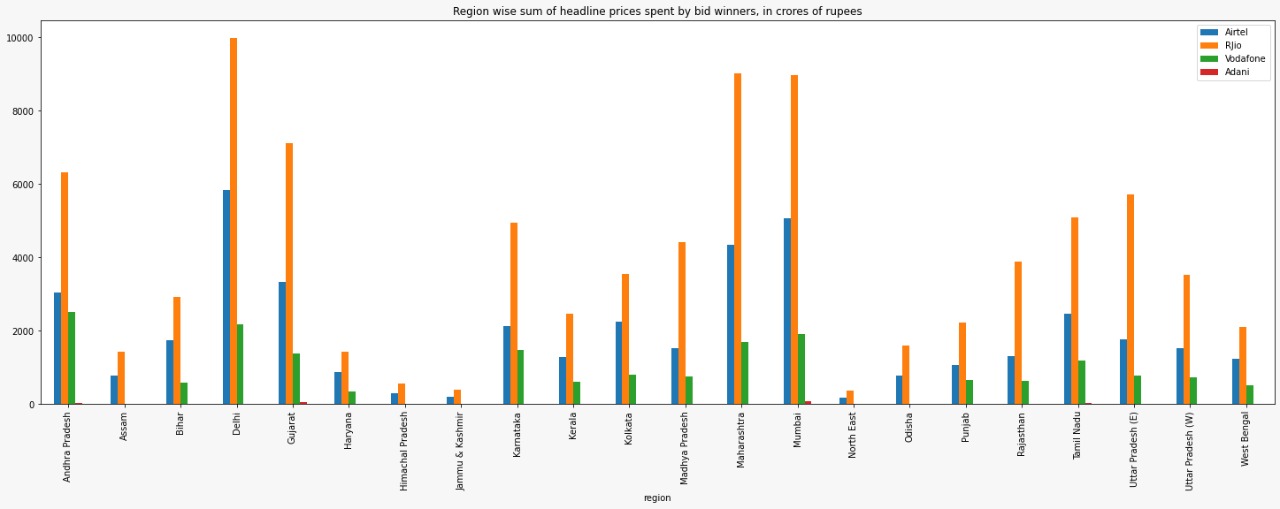 Region wise sum of headline prices spent by bid winners, in crores of rupees
Airtel
RJio
Vodafone
Adani
10000
8000
6000
4000
2000
0
Andhra Pradesh
Assam
Bihar
Delhi
Gujarat
Haryana
Himachal Pradesh
Jammu & Kashmir
Karnataka
Kerala
Kolkata
Madhya Pradesh
Maharashtra
Mumbai
North East
Odisha
Punjab
Rajasthan
Tamil Nadu
Uttar Pradesh (E)
Uttar Pradesh (W)
West Bengal
region